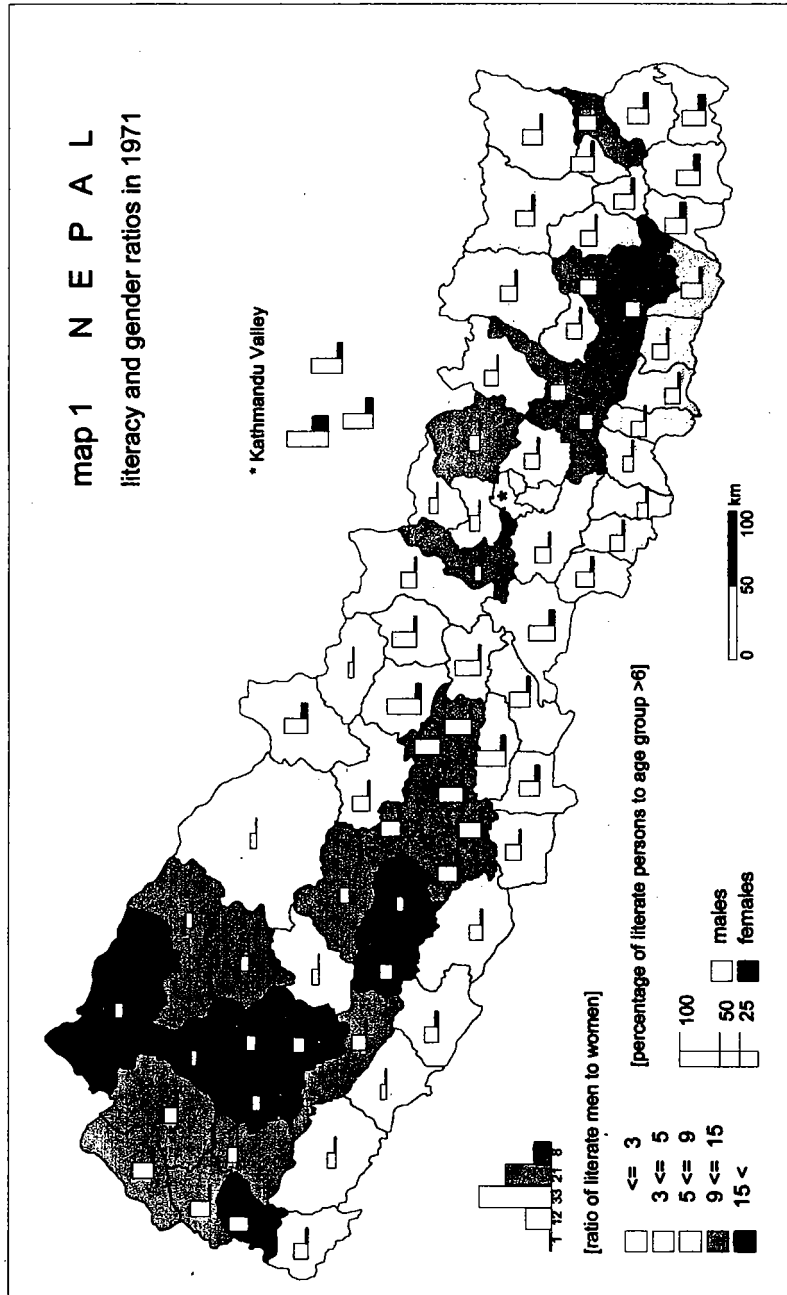 map 1 N E P A L
literacy and gender ratios in 1971
* Kathmandu Valley
*
[ratio of literate men to women]
1 12 33 21 8
<= 3
3 <= 5
5 <= 9
9 <= 15
15 <
[percentage of literate persons to age group >6]
100
50
25
males
females
0 50 100
km